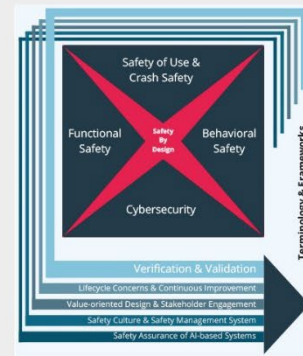 Safety of Use &
Crash Safety
Functional
Safety
Safety
By
Design
Behavioral
Safety
Cybersecurity
Terminology & Frameworks
Verification & Validation
Lifecycle Concerns & Continuous Improvement
Value-oriented Design & Stakeholder Engagement
Safety Culture & Safety Management System
Safety Assurance of AI-based Systems